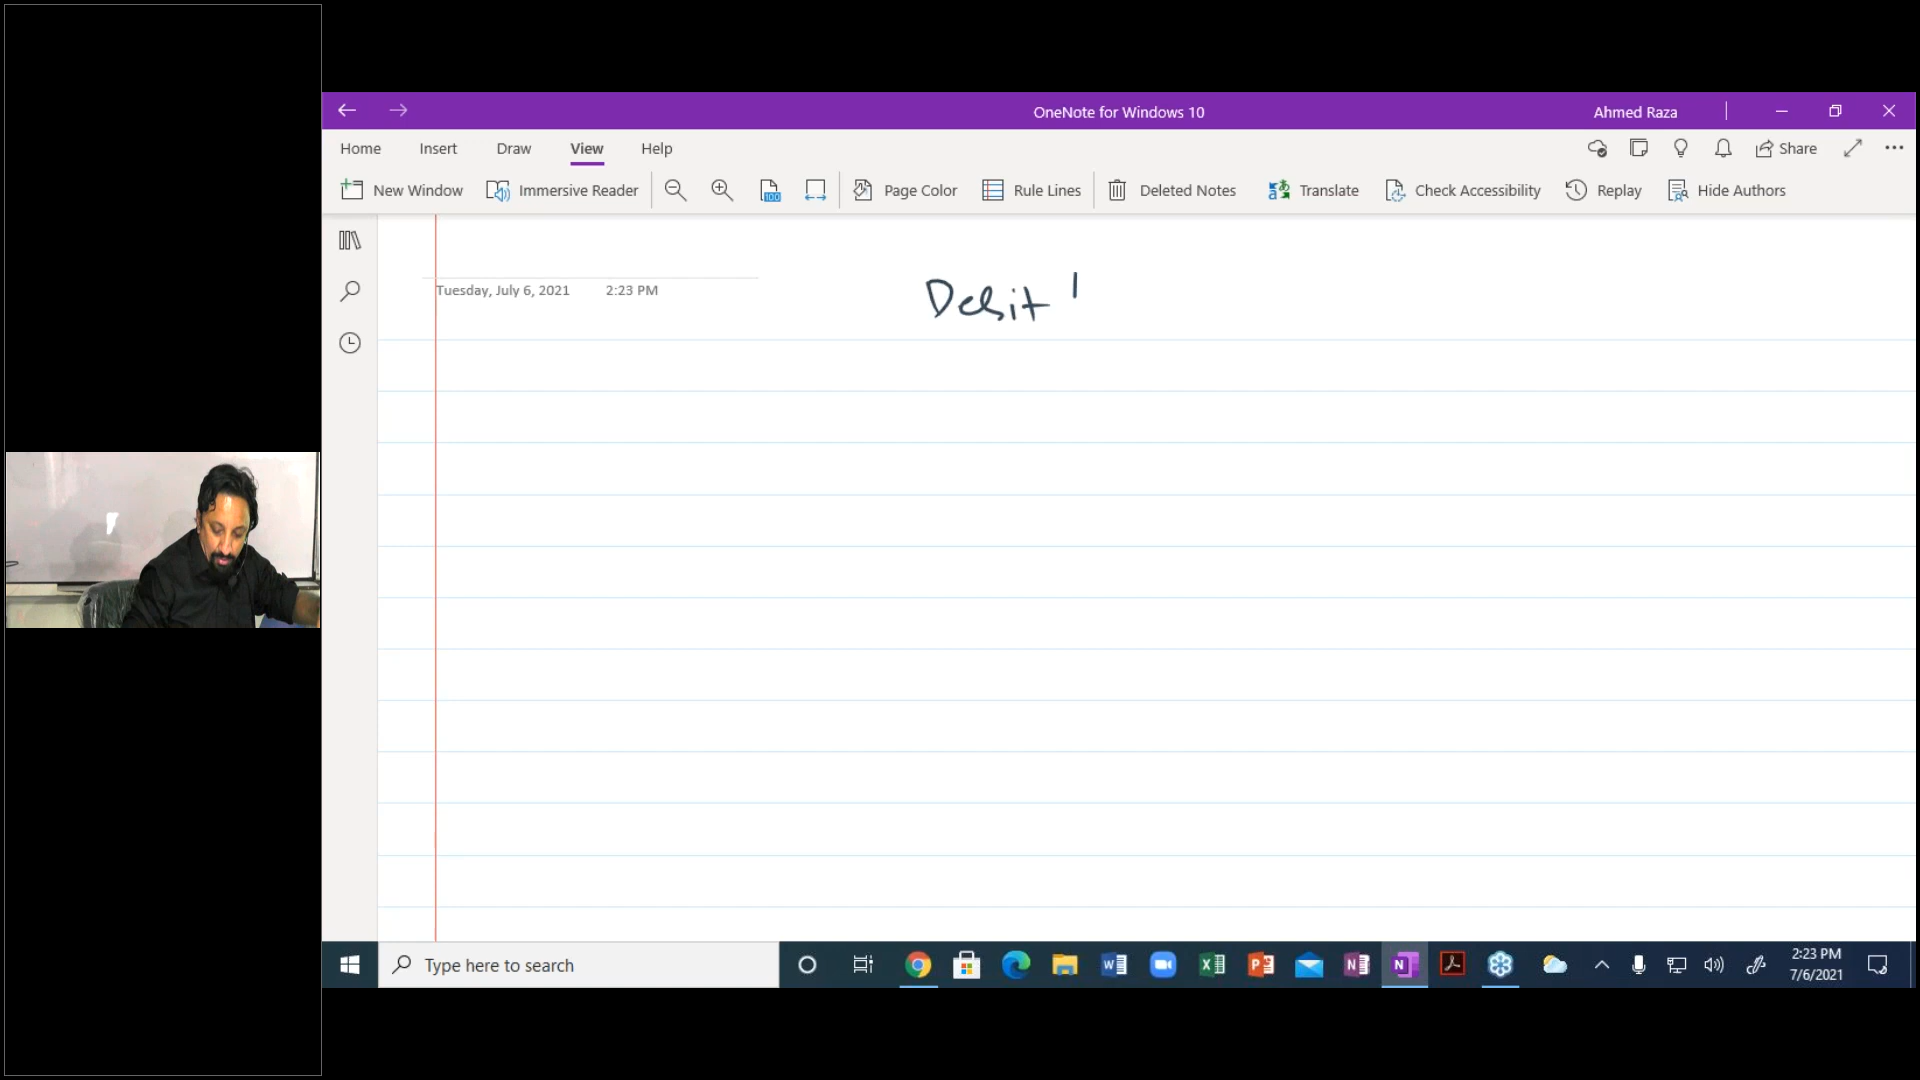 OneNote for Windows 10 Ahmed Raza
Home Insert Draw View Help Share
New Window Immersive Reader 100 Page Color Rule Lines Deleted Notes Translate Check Accessibility Replay Hide Authors
Debit
Tuesday, July 6, 2021 2:23 PM
Type here to search
2:23 PM
7/6/2021